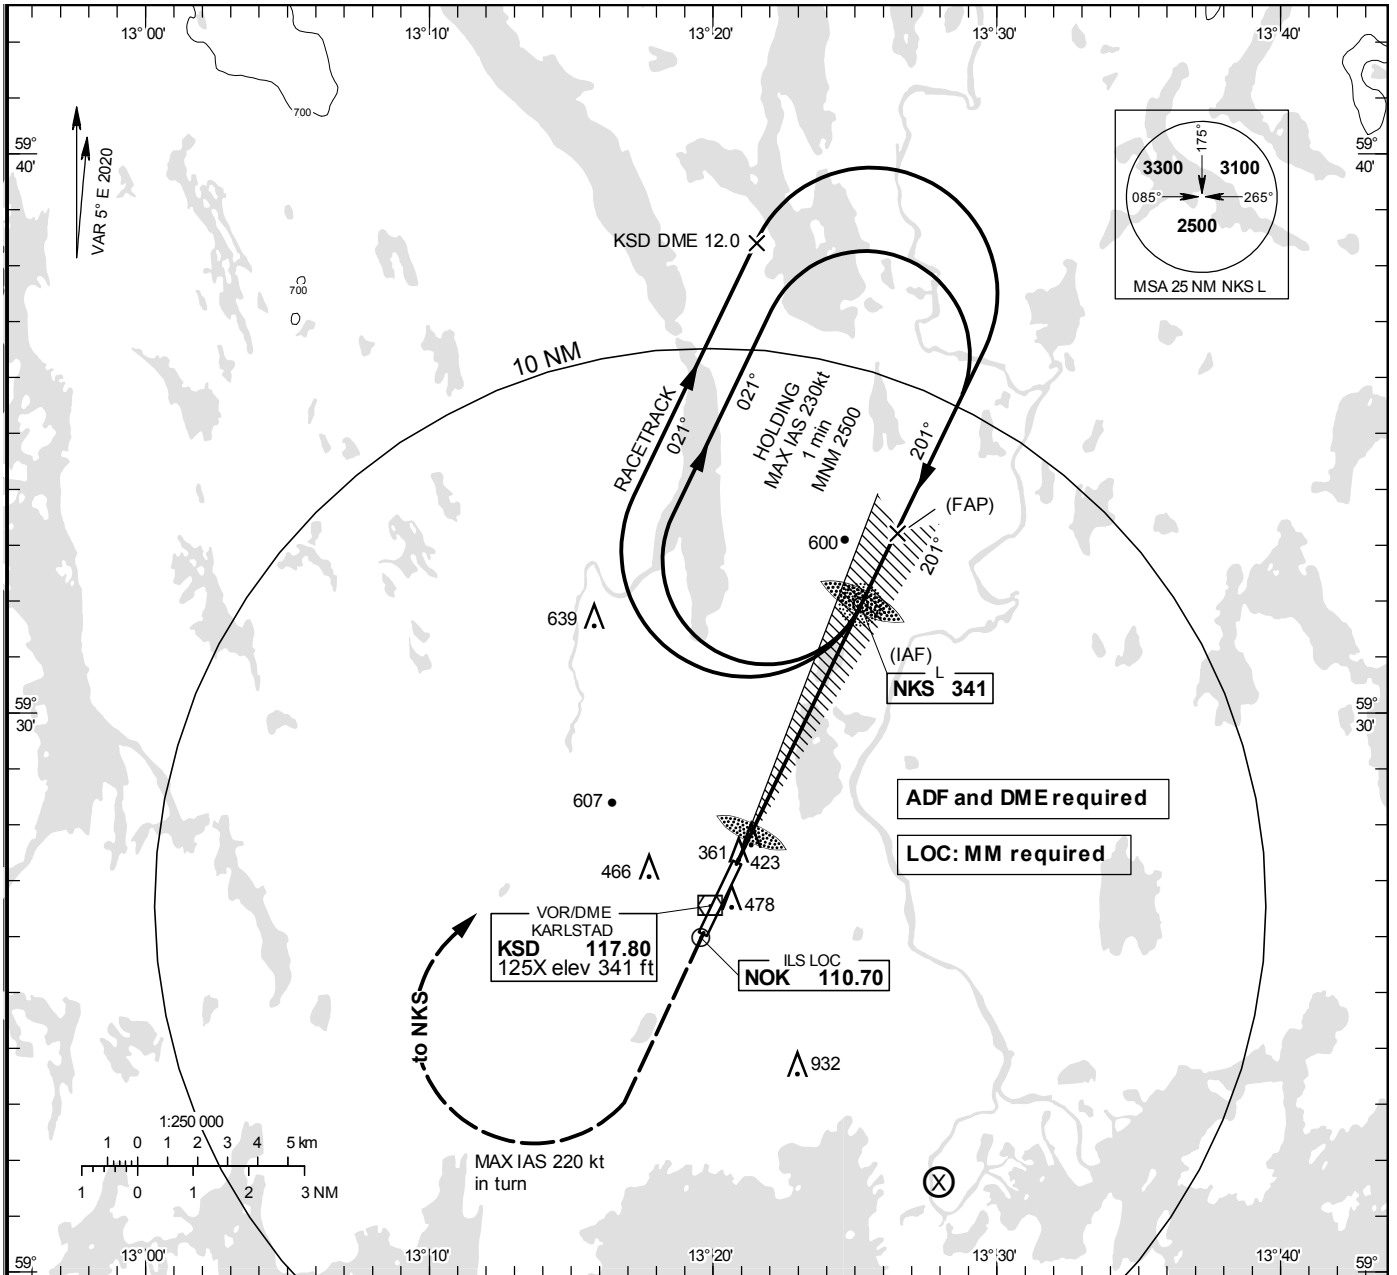 13° 00'
13° 10'
13° 20'
13° 30'
13° 40'
700
59°
40'
59°
40'
VAR 5° E 2020
175°
3300
3100
085°
265°
2500
MSA 25 NM NKS L
KSD DME 12.0
700
10 NM
RACETRACK
021°
021°
HOLDING
MAX IAS 230kt
1 min
MNM 2500
201°
(FAP)
600
201°
639
(IAF)
L
NKS 341
59°
30'
59°
30'
ADF and DME required
607
LOC: MM required
361
423
466
478
VOR/DME
KARLSTAD
KSD 117.80
125X elev 341 ft
ILS LOC
NOK 110.70
to NKS
932
1:250 000
1 0 1 2 3 4 5 km
1 0 1 2 3 NM
MAX IAS 220 kt
in turn
X
59°
13° 00'
13° 10'
13° 20'
13° 30'
13° 40'
59°